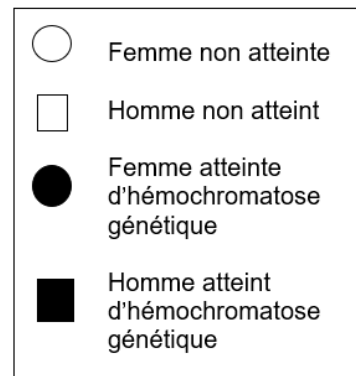 Femme non atteinte
Homme non atteint
Femme atteinte
d'hémochromatose
génétique
Homme atteint
d'hémochromatose
génétique